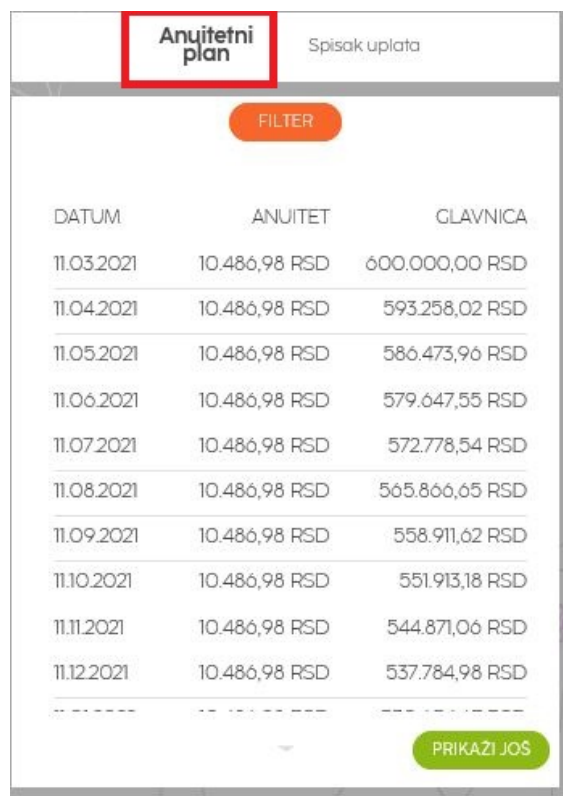 Anuitetni
plan
Spisak uplata
FILTER
DATUM ANUITET GLAVNICA
11.03.2021 10.486,98 RSD 600.000,00 RSD
11.04.2021 10.486,98 RSD 593.258,02 RSD
11.05.2021 10.486,98 RSD 586.473,96 RSD
11.06.2021 10.486,98 RSD 579.647,55 RSD
11.07.2021 10.486,98 RSD 572.778,54 RSD
11.08.2021 10.486,98 RSD 565.866,65 RSD
11.09.2021 10.486,98 RSD 558.911,62 RSD
11.10.2021 10.486,98 RSD 551.913,18 RSD
11.11.2021 10.486,98 RSD 544.871,06 RSD
11.12.2021 10.486,98 RSD 537.784,98 RSD
PRIKAŽI JOŠ